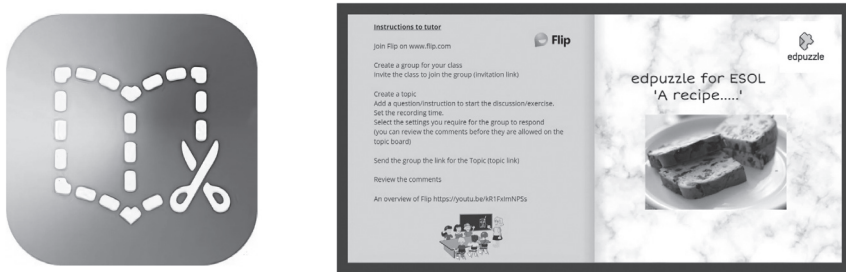 Instructions to tutor
Flip
Join Flip on www.flip.com
Create a group for your class
Invite the class to join the group (Invitation link)
Create a topic
Add a question/instruction to start the discussion/exercise.
Set the recording time.
Select the settings you require for the group to respond
(you can review the comments before they are allowed on the
topic board)
Send the group the link for the Topic (topic link)
Review the comments
An overview of Flip https://youtu.be/kR1FxImNPSs
edpuzzle
edpuzzle for ESOL
'A recipe.....'